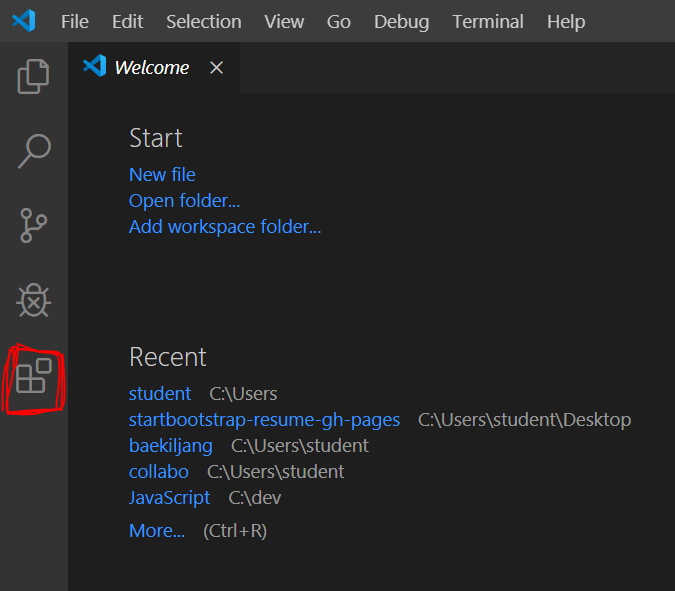 File Edit Selection View Go Debug Terminal Help
Welcome
Start
New file
Open folder...
Add workspace folder...
Recent
student C:\Users
startbootstrap-resume-gh-pages C:\Users\student\Desktop
baekiljang C:\Users\student
collabo C:\Users\student
JavaScript C:\dev
More... (Ctrl+R)